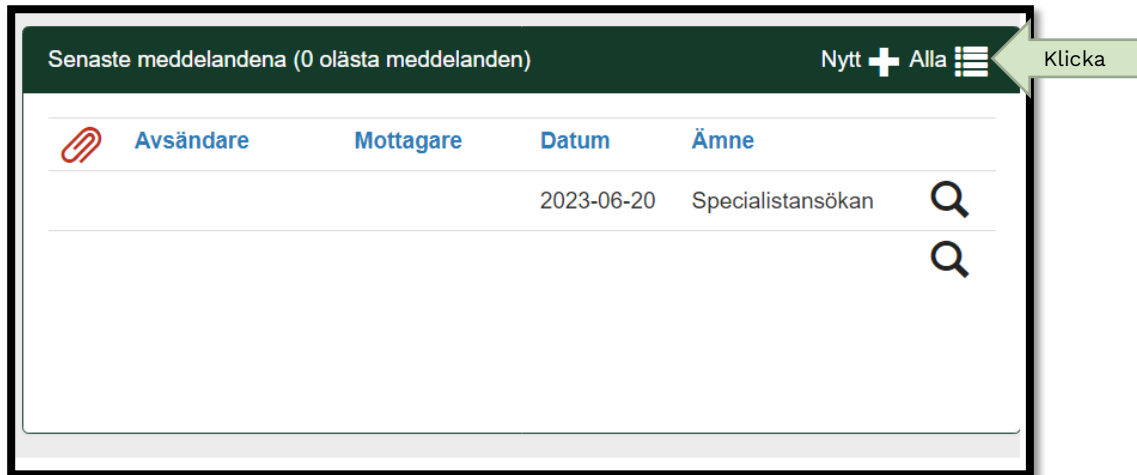 Senaste meddelandena (0 olästa meddelanden) Nytt Alla Klicka
Avsändare Mottagare Datum Ämne
2023-06-20 Specialistansökan